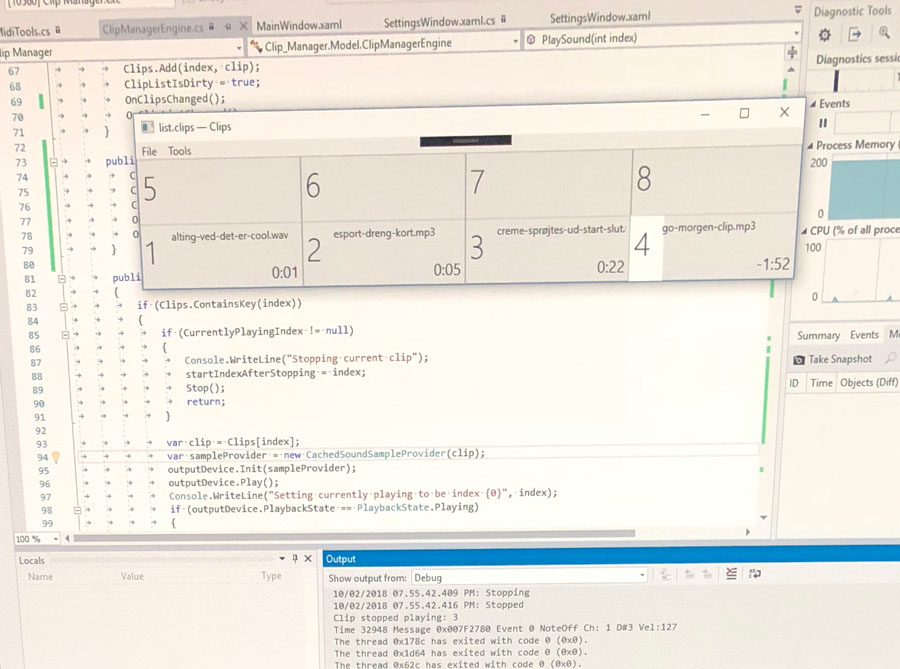 Clip Manager.exe
MidiTools.cs
ClipManagerEngine.cs
MainWindow.xaml
SettingsWindow.xaml.cs
SettingsWindow.xaml
Diagnostic Tools
lip Manager
Clip_Manager.Model.ClipManagerEngine
PlaySound(int index)
Diagnostics sessi
67 Clips.Add(index, clip);
68 ClipListIsDirty = true;
69 OnClipsChanged();
70
71 }
72
73 publi
74 C
75 C
76 C
77 O
78 O
79 }
80
81 publi
82 {
83 if (Clips.ContainsKey(index))
84 {
85 if (CurrentlyPlayingIndex != null)
86 {
87 Console.WriteLine("Stopping current clip");
88 startIndexAfterStopping = index;
89 Stop();
90 return;
91 }
92
93 var clip = Clips[index];
94 var sampleProvider = new CachedSoundSampleProvider(clip);
95 outputDevice.Init(sampleProvider);
96 outputDevice.Play();
97 Console.WriteLine("Setting currently playing to be index {0}", index);
98 if (outputDevice.PlaybackState == PlaybackState.Playing)
99 {
100 %
list.clips — Clips
File Tools
5 6 7 8
1 alting-ved-det-er-cool.wav 0:01
2 esport-dreng-kort.mp3 0:05
3 creme-sprøjtes-ud-start-slut. 0:22
4 go-morgen-clip.mp3 -1:52
Events
Process Memory (
200
0
CPU (% of all proce
100
0
Summary Events Me
Take Snapshot
ID Time Objects (Diff)
Locals
Name Value Type
Output
Show output from: Debug
10/02/2018 07.55.42.409 PM: Stopping
10/02/2018 07.55.42.416 PM: Stopped
Clip stopped playing: 3
Time 32948 Message 0x007F2780 Event 0 NoteOff Ch: 1 D#3 Vel:127
The thread 0x178c has exited with code 0 (0x0).
The thread 0x1d64 has exited with code 0 (0x0).
The thread 0x62c has exited with code 0 (0x0).